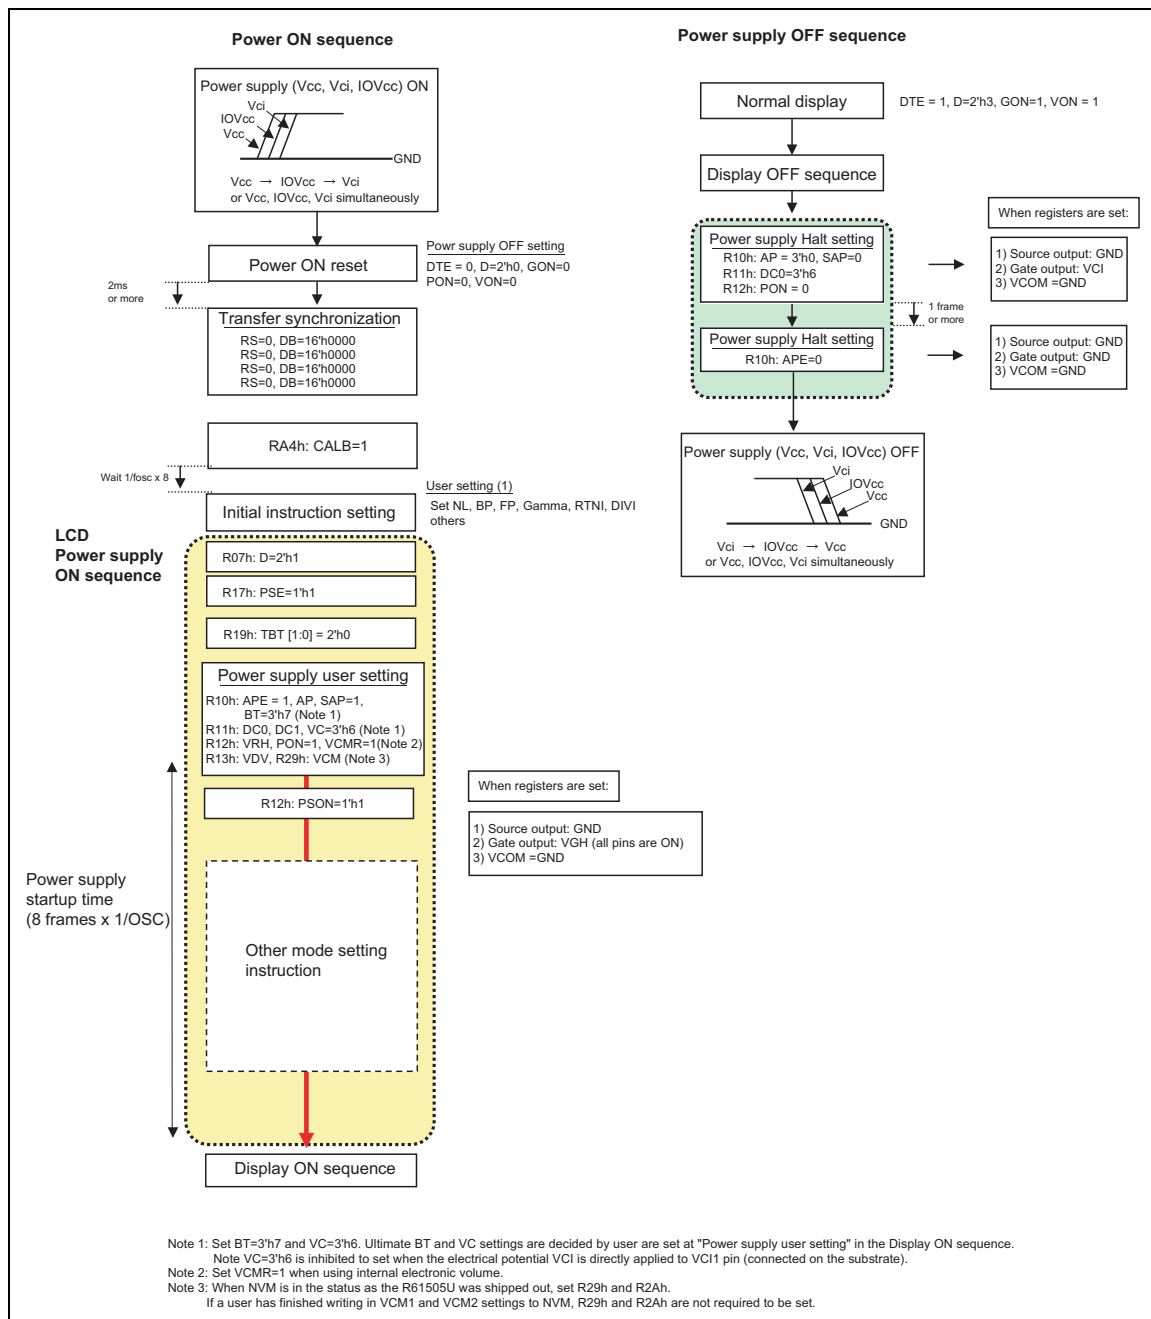 Power ON sequence
Power supply (Vcc, Vci, IOVcc) ON
Vci
IOVcc
Vcc
GND
Vcc → IOVcc → Vci
or Vcc, IOVcc, Vci simultaneously
Power ON reset
Powr supply OFF setting
DTE = 0, D=2'h0, GON=0
PON=0, VON=0
2ms
or more
Transfer synchronization
RS=0, DB=16'h0000
RS=0, DB=16'h0000
RS=0, DB=16'h0000
RS=0, DB=16'h0000
RA4h: CALB=1
Wait 1/fosc x 8
Initial instruction setting
User setting (1)
Set NL, BP, FP, Gamma, RTNI, DIVI
others
LCD
Power supply
ON sequence
R07h: D=2'h1
R17h: PSE=1'h1
R19h: TBT [1:0] = 2'h0
Power supply user setting
R10h: APE = 1, AP, SAP=1,
BT=3'h7 (Note 1)
R11h: DC0, DC1, VC=3'h6 (Note 1)
R12h: VRH, PON=1, VCMR=1(Note 2)
R13h: VDV, R29h: VCM (Note 3)
R12h: PSON=1'h1
When registers are set:
1) Source output: GND
2) Gate output: VGH (all pins are ON)
3) VCOM =GND
Power supply
startup time
(8 frames x 1/OSC)
Other mode setting
instruction
Display ON sequence
Power supply OFF sequence
Normal display
DTE = 1, D=2'h3, GON=1, VON = 1
Display OFF sequence
Power supply Halt setting
R10h: AP = 3'h0, SAP=0
R11h: DC0=3'h6
R12h: PON = 0
When registers are set:
1) Source output: GND
2) Gate output: VCI
3) VCOM =GND
1 frame
or more
Power supply Halt setting
R10h: APE=0
1) Source output: GND
2) Gate output: GND
3) VCOM =GND
Power supply (Vcc, Vci, IOVcc) OFF
Vci
IOVcc
Vcc
GND
Vci → IOVcc → Vcc
or Vcc, IOVcc, Vci simultaneously
Note 1: Set BT=3'h7 and VC=3'h6. Ultimate BT and VC settings are decided by user are set at "Power supply user setting" in the Display ON sequence.
Note VC=3'h6 is inhibited to set when the electrical potential VCI is directly applied to VCI1 pin (connected on the substrate).
Note 2: Set VCMR=1 when using internal electronic volume.
Note 3: When NVM is in the status as the R61505U was shipped out, set R29h and R2Ah.
If a user has finished writing in VCM1 and VCM2 settings to NVM, R29h and R2Ah are not required to be set.